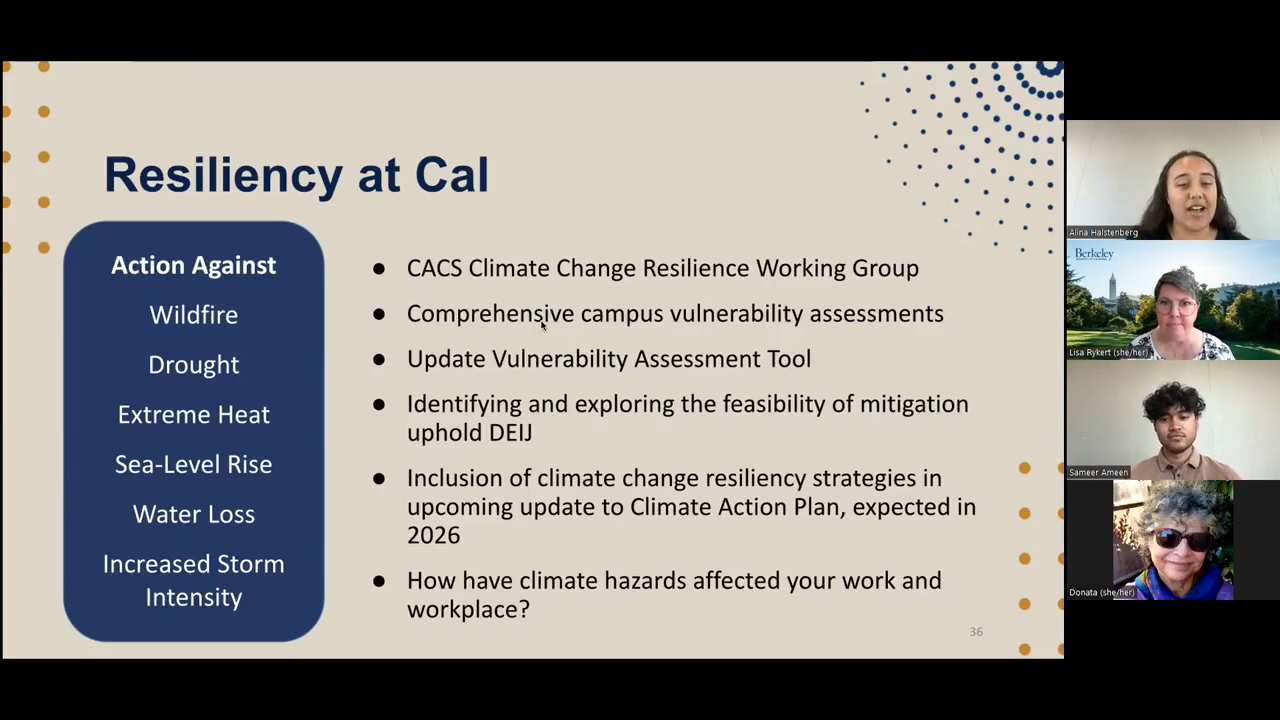 Resiliency at Cal
Action Against
Wildfire
Drought
Extreme Heat
Sea-Level Rise
Water Loss
Increased Storm
Intensity
● CACS Climate Change Resilience Working Group
● Comprehensive campus vulnerability assessments
● Update Vulnerability Assessment Tool
● Identifying and exploring the feasibility of mitigation
uphold DEIJ
● Inclusion of climate change resiliency strategies in
upcoming update to Climate Action Plan, expected in
2026
● How have climate hazards affected your work and
workplace?
36
Alina Halstenberg
Berkeley
Lisa Rykert (she/her)
Sameer Ameen
Donata (she/her)